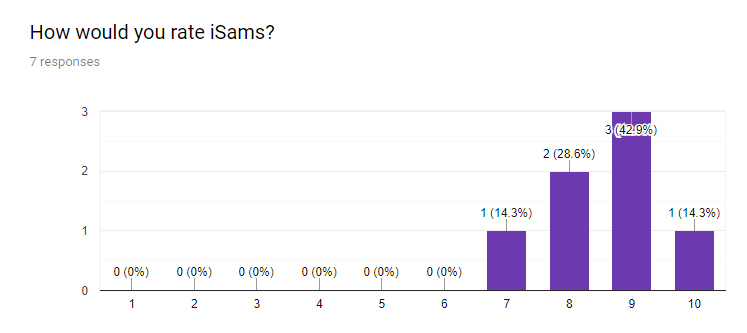 How would you rate iSams?
7 responses
3
3 (42.9%)
2 (28.6%)
2
1 (14.3%)
1 (14.3%)
1
0 (0%) 0 (0%) 0 (0%) 0 (0%) 0 (0%) 0 (0%)
0
1 2 3 4 5 6 7 8 9 10